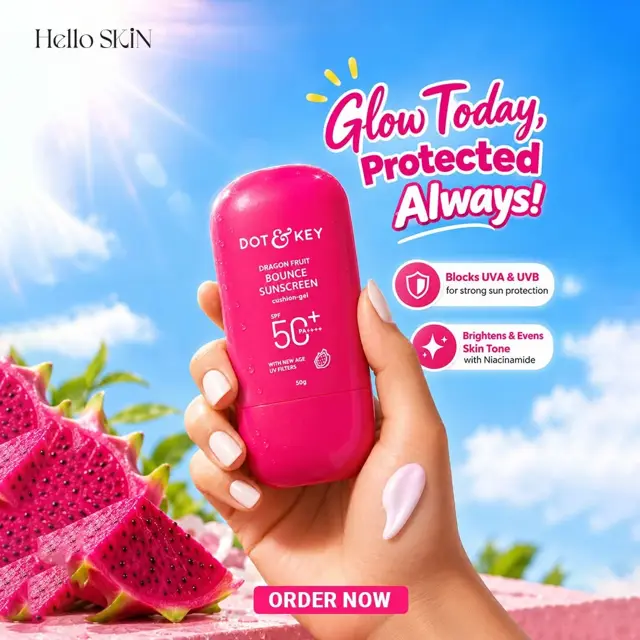 Hello SKiN
Glow Today,
Protected
Always!
DOT & KEY
DRAGON FRUIT
BOUNCE
SUNSCREEN
cushion-gel
SPF
50+
PA++++
WITH NEW AGE
UV FILTERS
50g
Blocks UVA & UVB
for strong sun protection
Brightens & Evens
Skin Tone
with Niacinamide
ORDER NOW